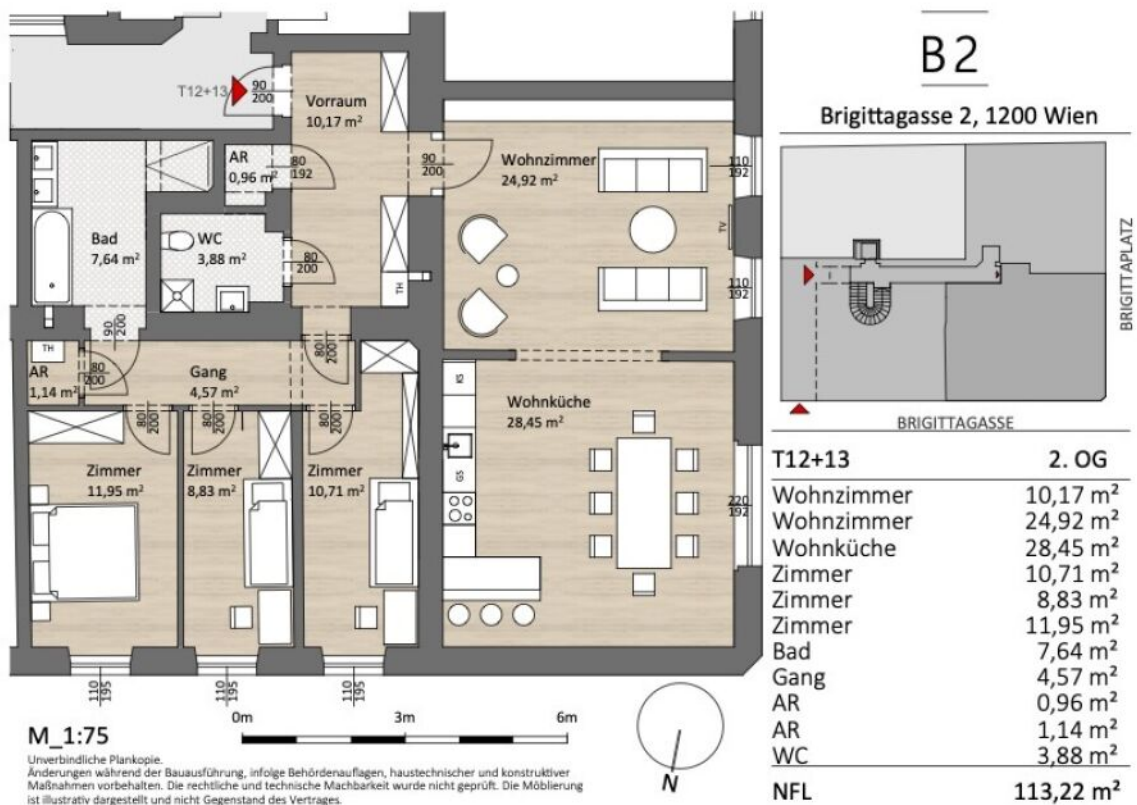 B2
Brigittagasse 2, 1200 Wien
T12+13
90
200
Vorraum
10,17 m²
AR
0,96 m²
80
192
90
200
Wohnzimmer
24,92 m²
110
192
TV
Bad
7,64 m²
WC
3,88 m²
80
200
TH
110
192
90
200
80
200
TH
AR
1,14 m²
80
200
Gang
4,57 m²
80
200
80
200
80
200
KS
GS
Wohnküche
28,45 m²
220
192
Zimmer
11,95 m²
Zimmer
8,83 m²
Zimmer
10,71 m²
110
195
110
195
110
195
BRIGITTAPLATZ
BRIGITTAGASSE
T12+13 2. OG
Wohnzimmer 10,17 m²
Wohnzimmer 24,92 m²
Wohnküche 28,45 m²
Zimmer 10,71 m²
Zimmer 8,83 m²
Zimmer 11,95 m²
Bad 7,64 m²
Gang 4,57 m²
AR 0,96 m²
AR 1,14 m²
WC 3,88 m²
NFL 113,22 m²
0m 3m 6m
N
M_1:75
Unverbindliche Plankopie.
Änderungen während der Bauausführung, infolge Behördenauflagen, haustechnischer und konstruktiver
Maßnahmen vorbehalten. Die rechtliche und technische Machbarkeit wurde nicht geprüft. Die Möblierung
ist illustrativ dargestellt und nicht Gegenstand des Vertrages.